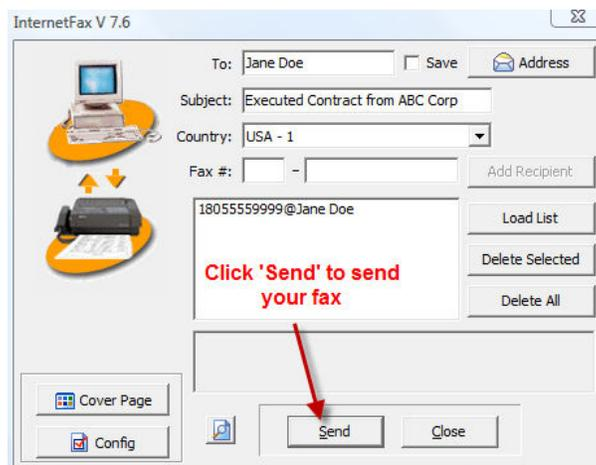 InternetFax V 7.6
To: Jane Doe Save Address
Subject: Executed Contract from ABC Corp
Country: USA - 1
Fax #: - Add Recipient
18055559999@Jane Doe Load List
Delete Selected
Click 'Send' to send
your fax
Delete All
Cover Page
Config
Send Close